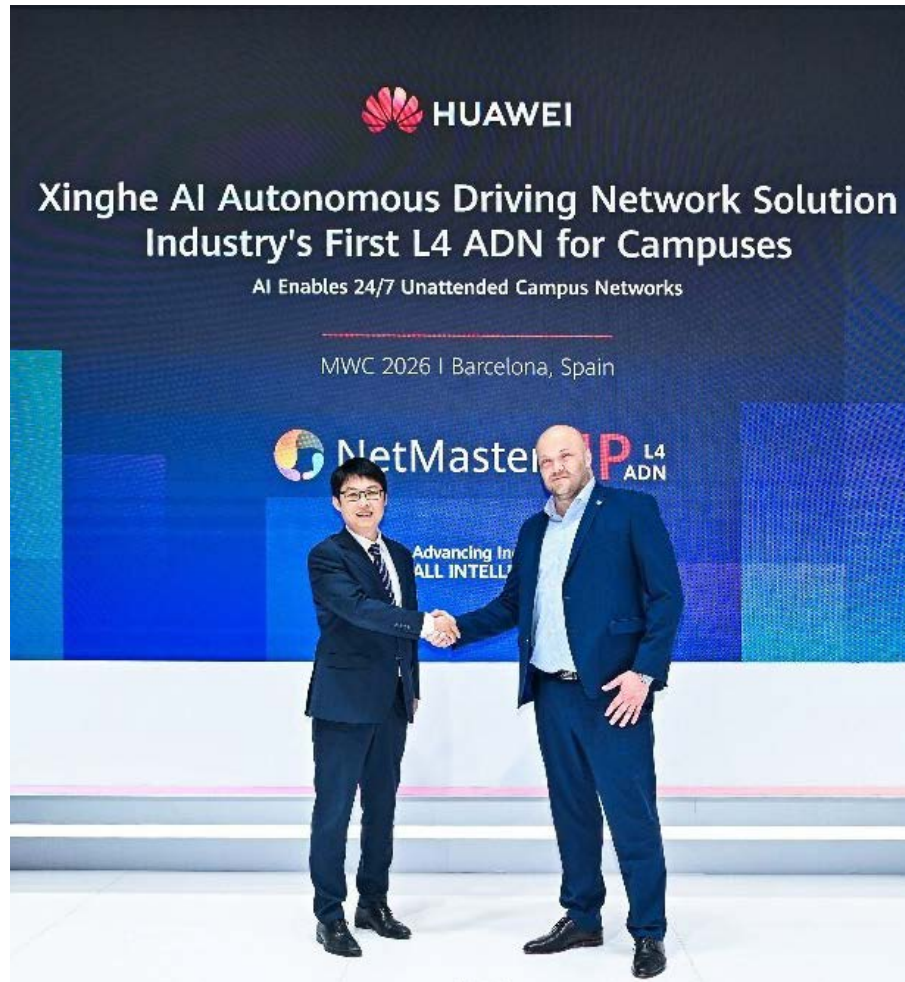 HUAWEI
Xinghe AI Autonomous Driving Network Solution
Industry's First L4 ADN for Campuses
AI Enables 24/7 Unattended Campus Networks
MWC 2026 | Barcelona, Spain
NetMaster L4
ADN
Advancing
ALL